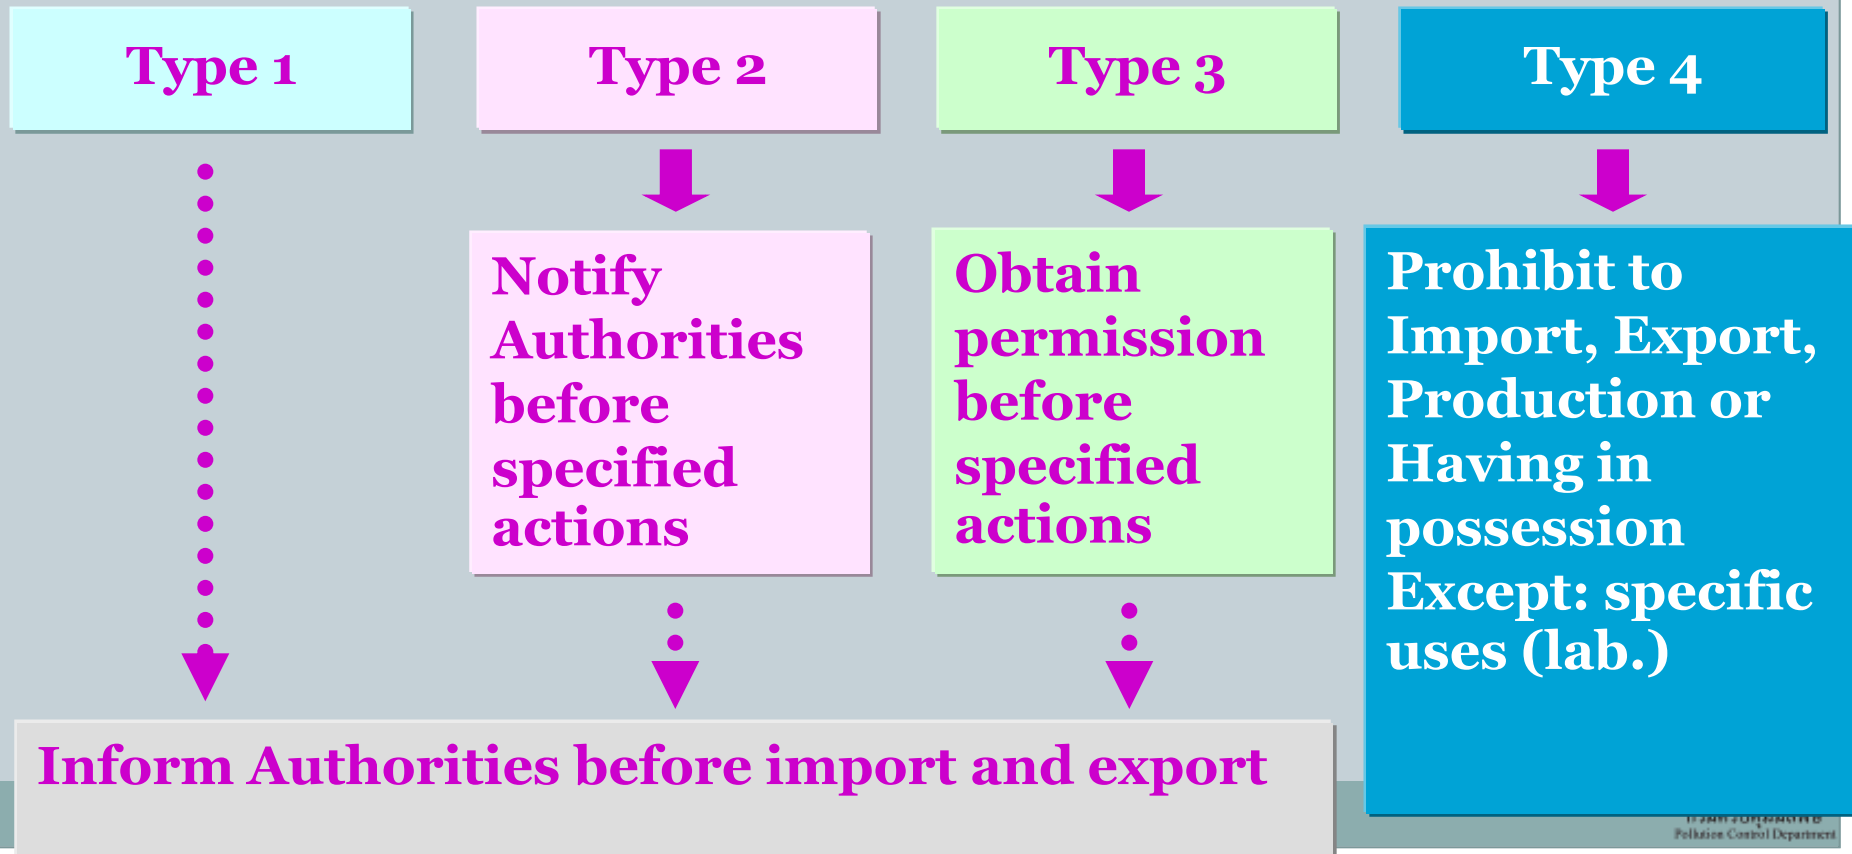 Type 1
Type 2
Type 3
Type 4
Notify
Authorities
before
specified
actions
Obtain
permission
before
specified
actions
Prohibit to
Import, Export,
Production or
Having in
possession
Except: specific
uses (lab.)
Inform Authorities before import and export
Pollution Control Department